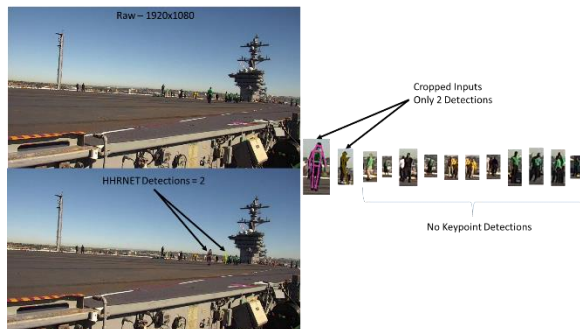 Raw – 1920x1080
Cropped Inputs
Only 2 Detections
HHRNET Detections = 2
No Keypoint Detections